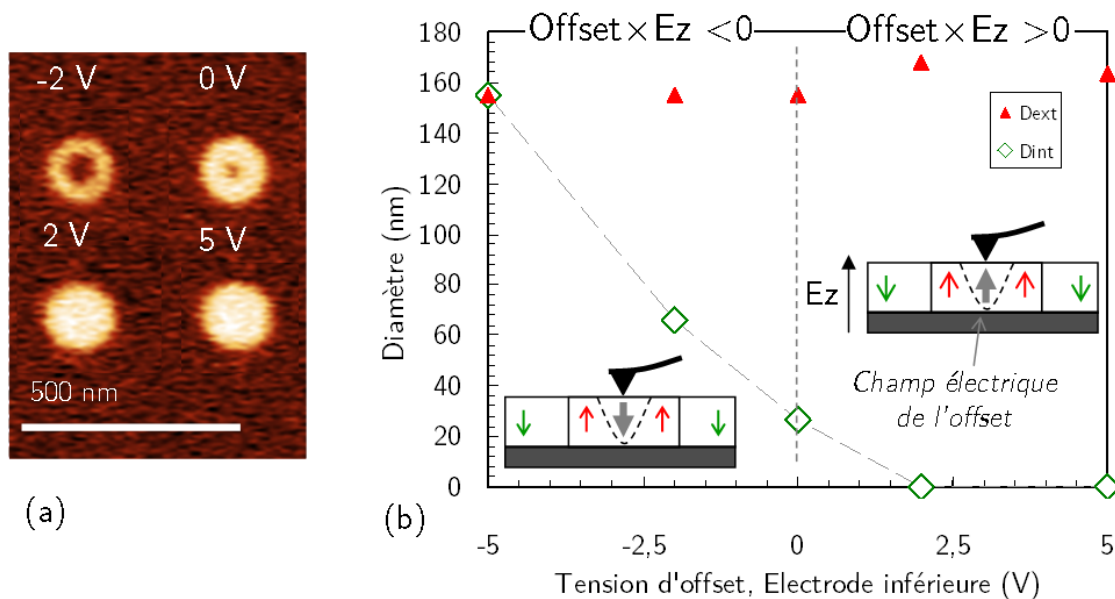 -2 V
0 V
2 V
5 V
500 nm
(a)
Offset×Ez <0
Offset×Ez >0
180
160
140
120
100
80
60
40
20
0
Diamètre (nm)
Dext
Dint
Ez
Champ électrique
de l'offset
(b)
-5
-2,5
0
2,5
5
Tension d'offset, Electrode inférieure (V)